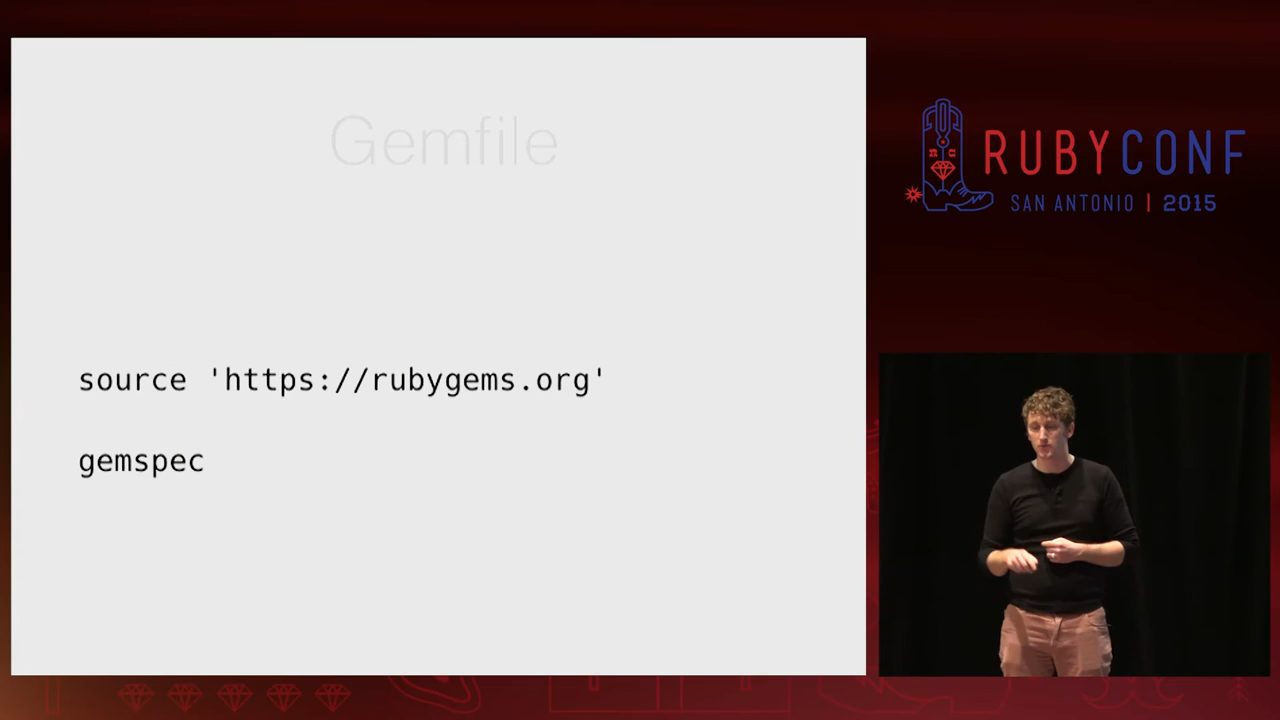 Gemfile
source 'https://rubygems.org'
gemspec
RUBYCONF
SAN ANTONIO | 2015